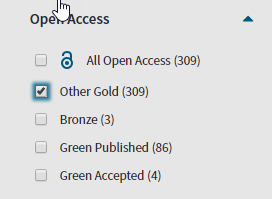 Open Access
All Open Access (309)
Other Gold (309)
Bronze (3)
Green Published (86)
Green Accepted (4)